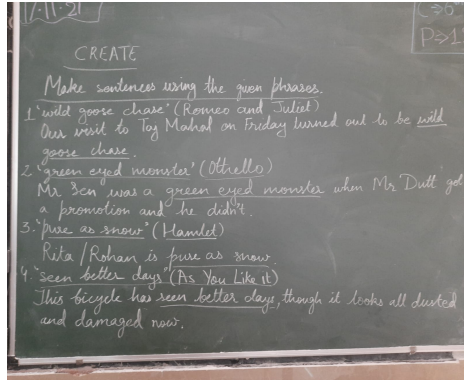 17-11-21
P⇒1
CREATE
Make sentences using the given phrases.
1. "wild goose chase" (Romeo and Juliet)
Our visit to Taj Mahal on Friday turned out to be wild
goose chase.
2. "green eyed monster" (Othello)
Mr Sen was a green eyed monster when Mr Dutt got
a promotion and he didn't.
3. "pure as snow" (Hamlet)
Rita/Rohan is pure as snow.
4. "seen better days" (As You Like it)
This bicycle has seen better days, though it looks all dusted
and damaged now.